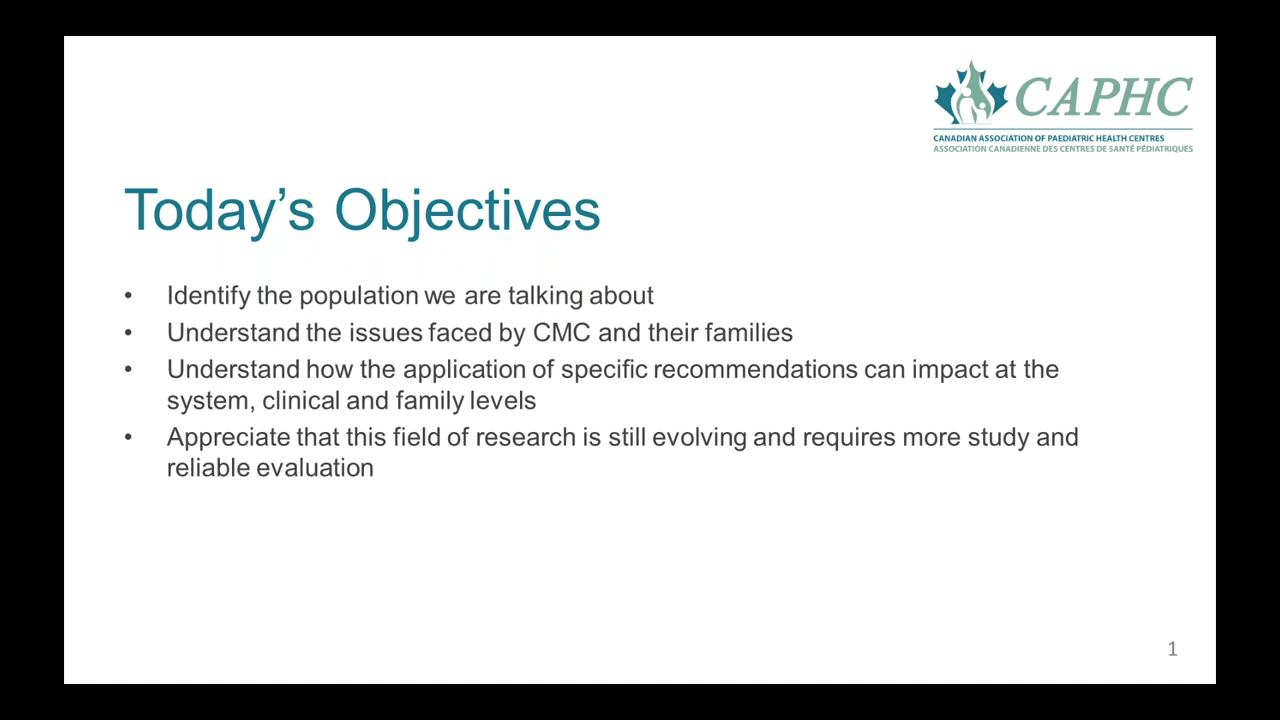 CAPHC
CANADIAN ASSOCIATION OF PAEDIATRIC HEALTH CENTRES
ASSOCIATION CANADIENNE DES CENTRES DE SANTÉ PÉDIATRIQUES
Today’s Objectives
• Identify the population we are talking about
• Understand the issues faced by CMC and their families
• Understand how the application of specific recommendations can impact at the
system, clinical and family levels
• Appreciate that this field of research is still evolving and requires more study and
reliable evaluation
1